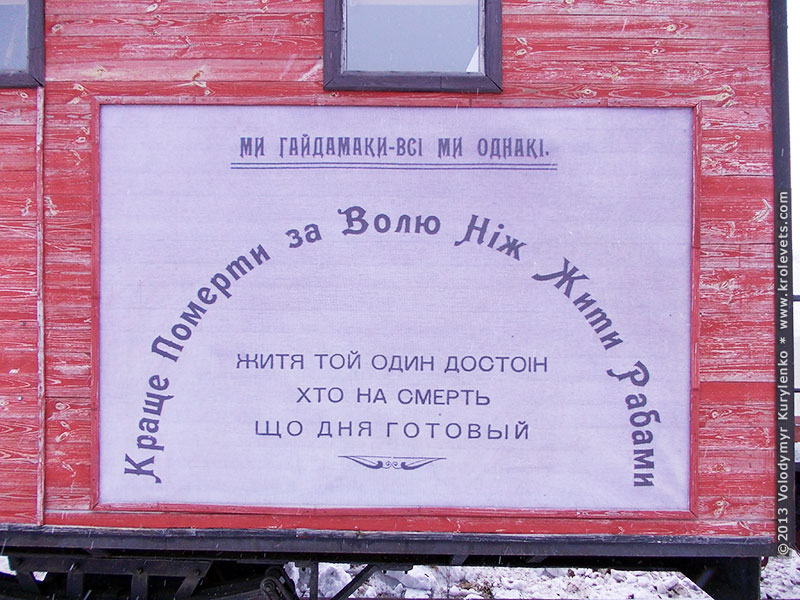 МИ ГАЙДАМАКИ-ВСІ МИ ОДНАКІ.
Краще Померти за Волю Ніж Жити Рабами
ЖИТЯ ТОЙ ОДИН ДОСТОІН
ХТО НА СМЕРТЬ
ЩО ДНЯ ГОТОВЫЙ
©2013 Volodymyr Kurylenko * www.krolevets.com